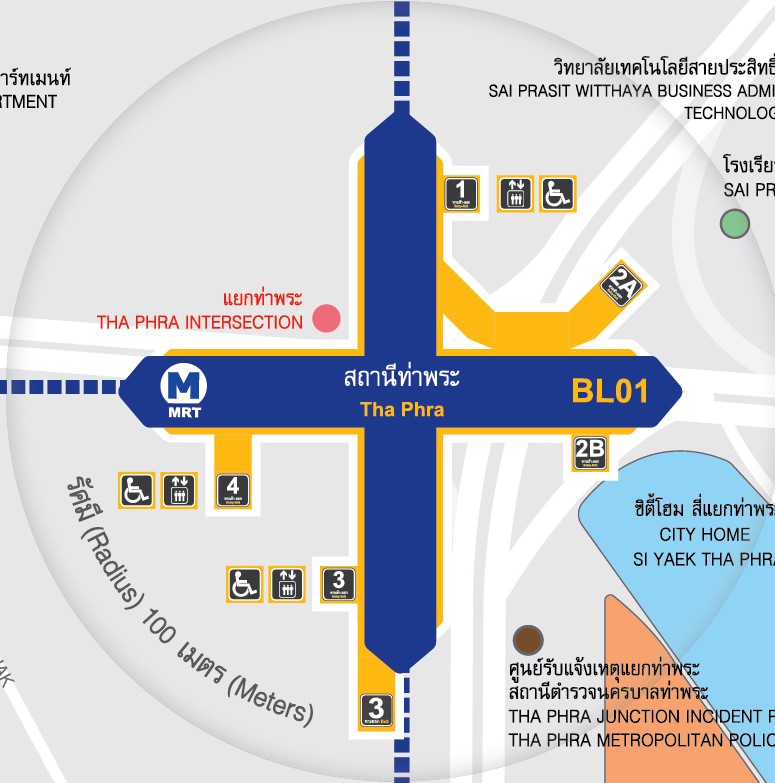 าร์ทเมนท์
RTMENT
วิทยาลัยเทคโนโลยีสายประสิทธิ์
SAI PRASIT WITTHAYA BUSINESS ADMI
TECHNOLOG
โรงเรีย
SAI PR
1
2A
แยกท่าพระ
THA PHRA INTERSECTION
M
MRT
สถานีท่าพระ
Tha Phra
BL01
2B
4
3
3
รัศมี (Radius) 100 เมตร (Meters)
ซิตี้โฮม สี่แยกท่าพระ
CITY HOME
SI YAEK THA PHRA
ศูนย์รับแจ้งเหตุแยกท่าพระ
สถานีตำรวจนครบาลท่าพระ
THA PHRA JUNCTION INCIDENT
THA PHRA METROPOLITAN POLIC
AK